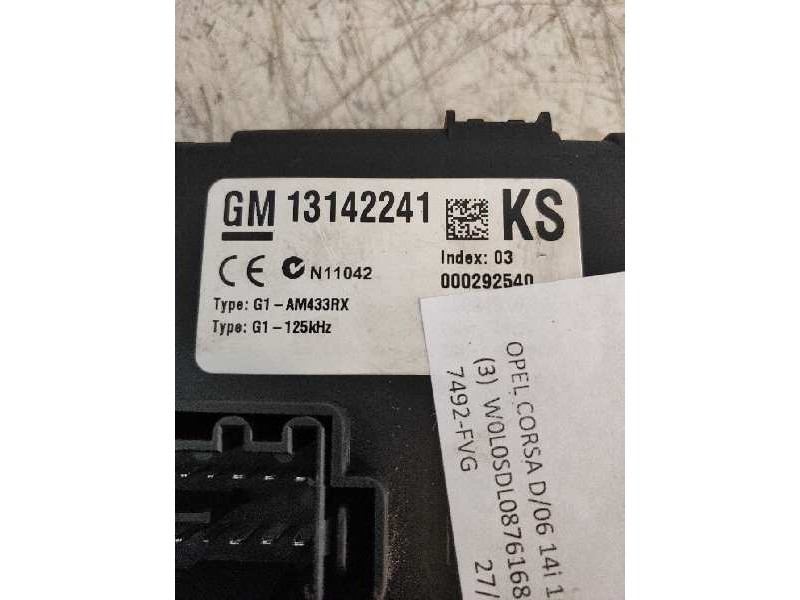 GM 13142241 KS
Index: 03
CE N11042 000292540
Type: G1-AM433RX
Type: G1-125kHz
OPEL CORSA D/06 14i 1
(3) W0L0SDL0876168
7492-FVG 27/